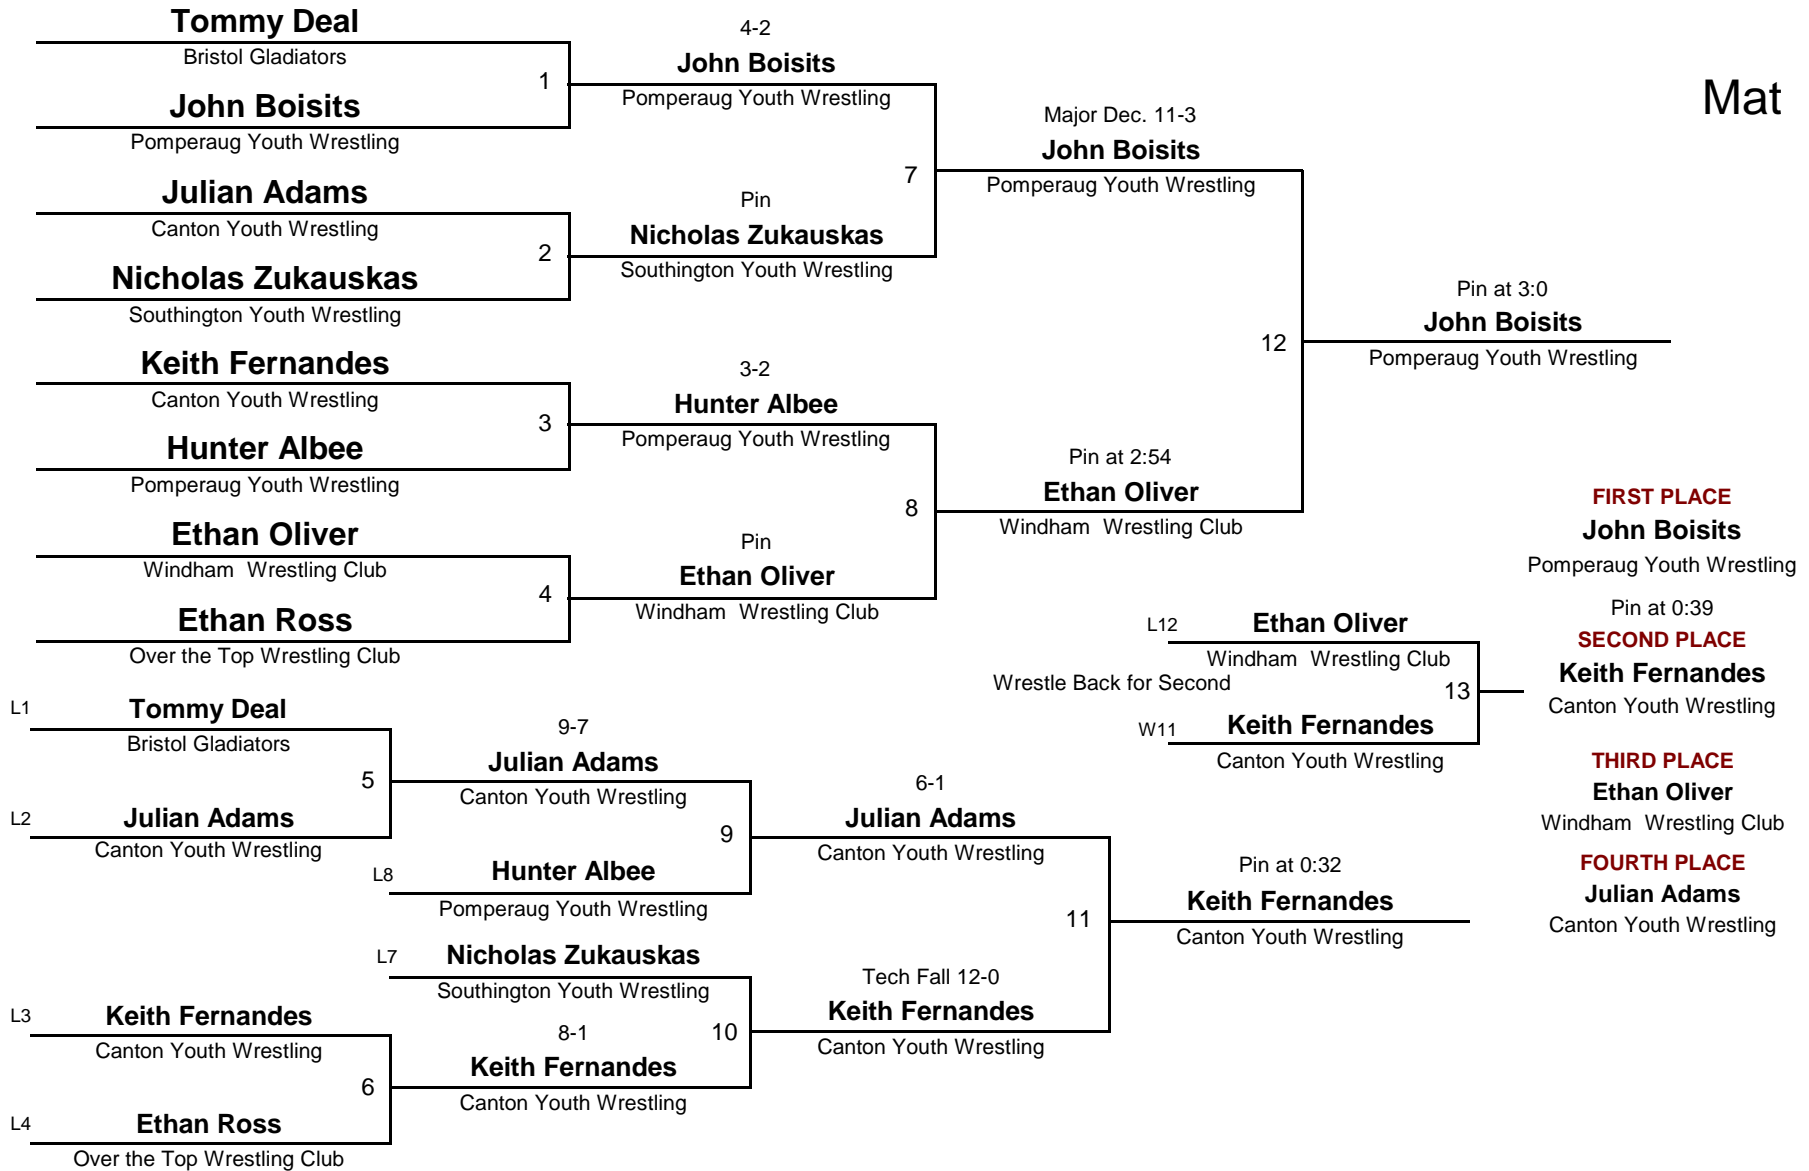 Tommy Deal
Bristol Gladiators
1
John Boisits
Pomperaug Youth Wrestling
Julian Adams
Canton Youth Wrestling
2
Nicholas Zukauskas
Southington Youth Wrestling
Keith Fernandes
Canton Youth Wrestling
3
Hunter Albee
Pomperaug Youth Wrestling
Ethan Oliver
Windham  Wrestling Club
4
Ethan Ross
Over the Top Wrestling Club
4-2
John Boisits
Pomperaug Youth Wrestling
7
Pin
Nicholas Zukauskas
Southington Youth Wrestling
3-2
Hunter Albee
Pomperaug Youth Wrestling
8
Pin
Ethan Oliver
Windham  Wrestling Club
Major Dec. 11-3
John Boisits
Pomperaug Youth Wrestling
12
Pin at 2:54
Ethan Oliver
Windham  Wrestling Club
Mat
Pin at 3:0
John Boisits
Pomperaug Youth Wrestling
L1
Tommy Deal
Bristol Gladiators
5
L2
Julian Adams
Canton Youth Wrestling
L3
Keith Fernandes
Canton Youth Wrestling
6
L4
Ethan Ross
Over the Top Wrestling Club
9-7
Julian Adams
Canton Youth Wrestling
9
L8
Hunter Albee
Pomperaug Youth Wrestling
L7
Nicholas Zukauskas
Southington Youth Wrestling
10
8-1
Keith Fernandes
Canton Youth Wrestling
6-1
Julian Adams
Canton Youth Wrestling
11
Tech Fall 12-0
Keith Fernandes
Canton Youth Wrestling
Pin at 0:32
Keith Fernandes
Canton Youth Wrestling
L12
Ethan Oliver
Windham  Wrestling Club
Wrestle Back for Second
13
W11
Keith Fernandes
Canton Youth Wrestling
FIRST PLACE
John Boisits
Pomperaug Youth Wrestling
Pin at 0:39
SECOND PLACE
Keith Fernandes
Canton Youth Wrestling
THIRD PLACE
Ethan Oliver
Windham  Wrestling Club
FOURTH PLACE
Julian Adams
Canton Youth Wrestling